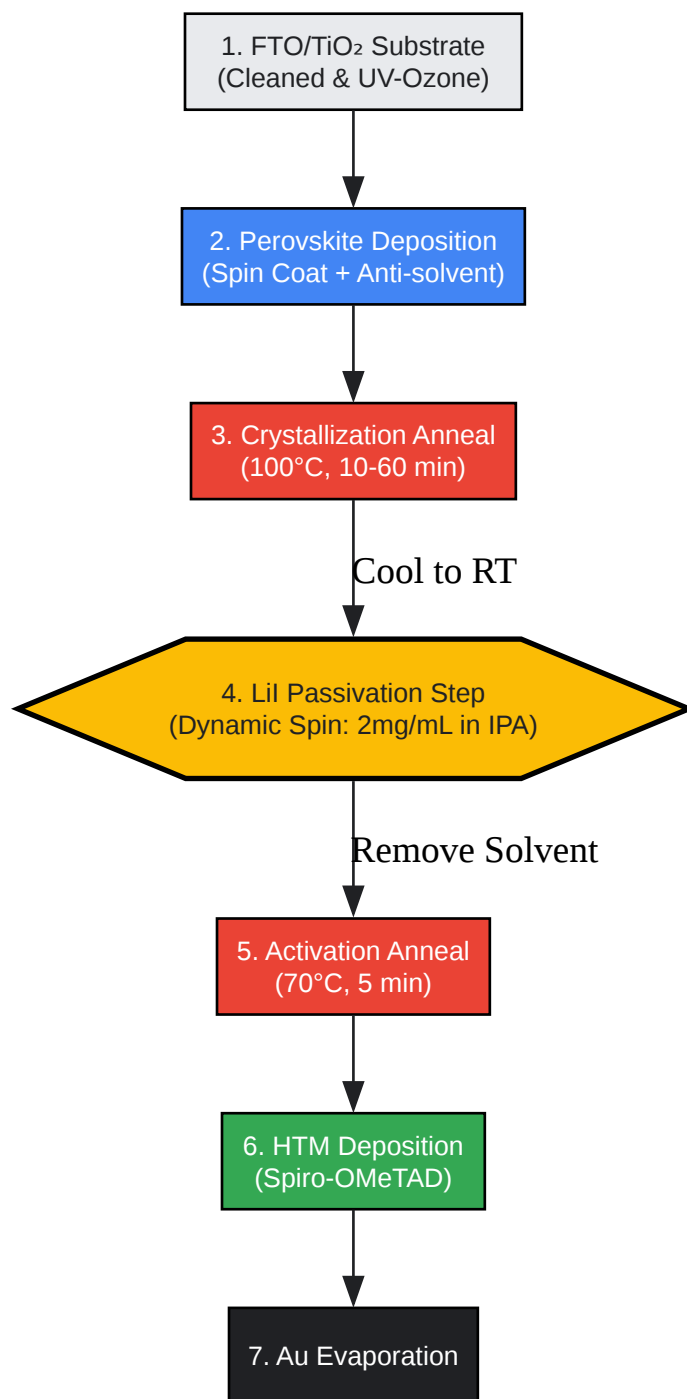 1. FTO/TiO₂ Substrate
(Cleaned & UV-Ozone)
2. Perovskite Deposition
(Spin Coat + Anti-solvent)
3. Crystallization Anneal
(100°C, 10-60 min)
Cool to RT
4. LiI Passivation Step
(Dynamic Spin: 2mg/mL in IPA)
Remove Solvent
5. Activation Anneal
(70°C, 5 min)
6. HTM Deposition
(Spiro-OMeTAD)
7. Au Evaporation